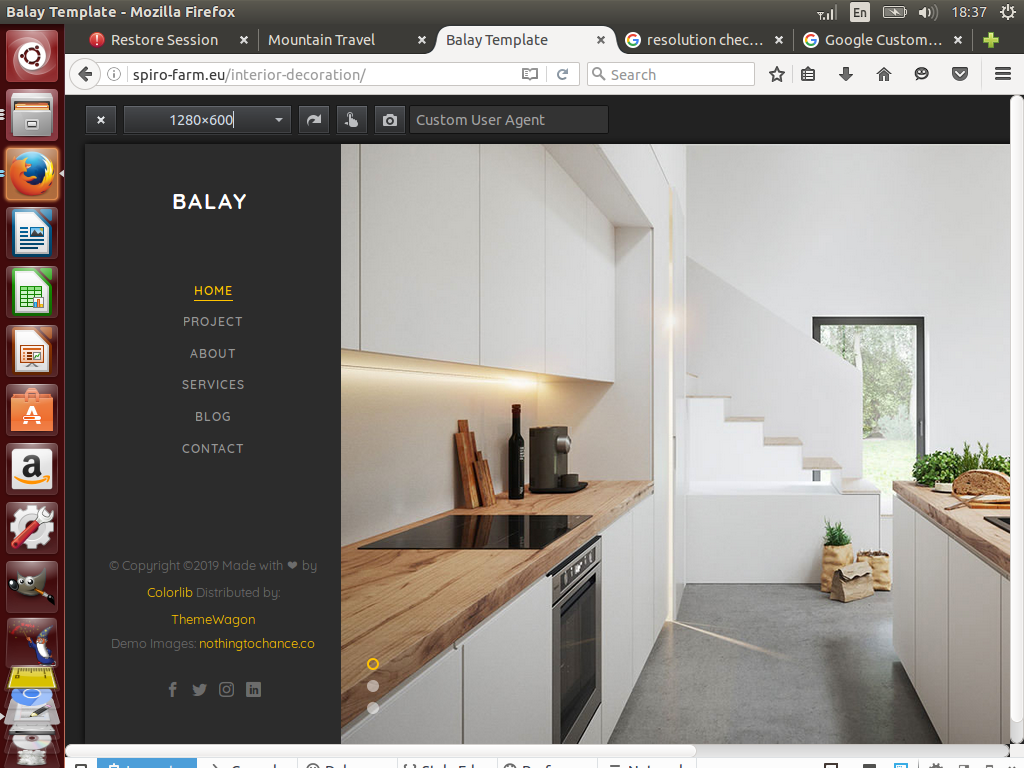 Balay Template - Mozilla Firefox
En
18:37
Restore Session
Mountain Travel
Balay Template
resolution chec...
Google Custom...
spiro-farm.eu/interior-decoration/
Search
1280×600
Custom User Agent
BALAY
HOME
PROJECT
ABOUT
SERVICES
BLOG
CONTACT
© Copyright ©2019 Made with ❤ by
Colorlib Distributed by:
ThemeWagon
Demo Images: nothingtochance.co